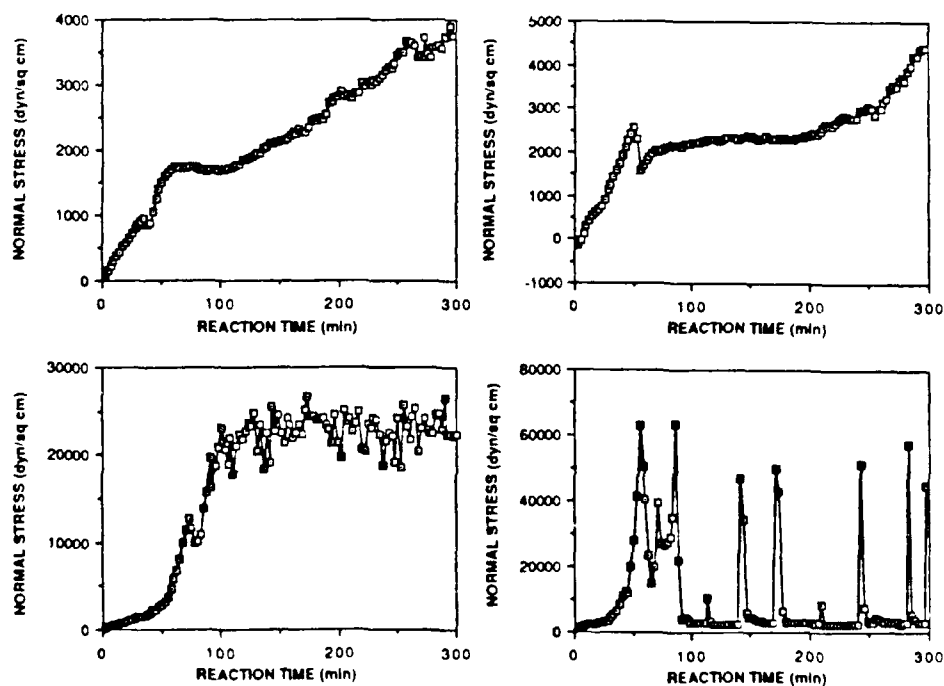 4000
3000
2000
1000
0
NORMAL STRESS (dyn/sq cm)
0 100 200 300
REACTION TIME (min)
5000
4000
3000
2000
1000
0
-1000
NORMAL STRESS (dyn/sq cm)
0 100 200 300
REACTION TIME (min)
30000
20000
10000
0
NORMAL STRESS (dyn/sq cm)
0 100 200 300
REACTION TIME (min)
80000
60000
40000
20000
0
NORMAL STRESS (dyn/sq cm)
0 100 200 300
REACTION TIME (min)